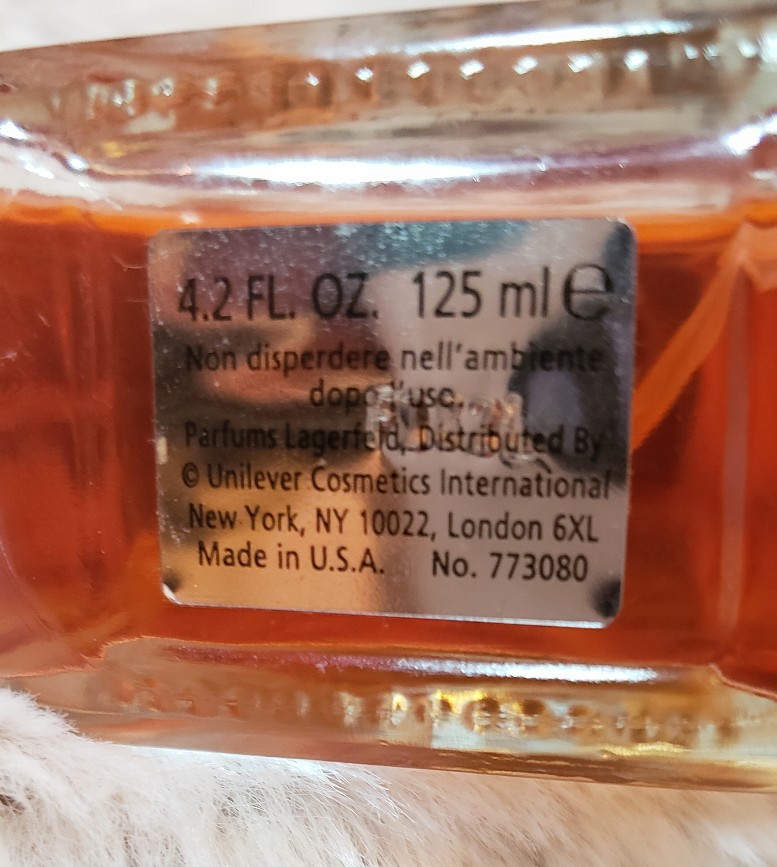 4.2 FL. OZ. 125 ml ℮
Non disperdere nell'ambiente
dopo l'uso.
Parfums Lagerfeld, Distributed By
© Unilever Cosmetics International
New York, NY 10022, London 6XL
Made in U.S.A. No. 773080